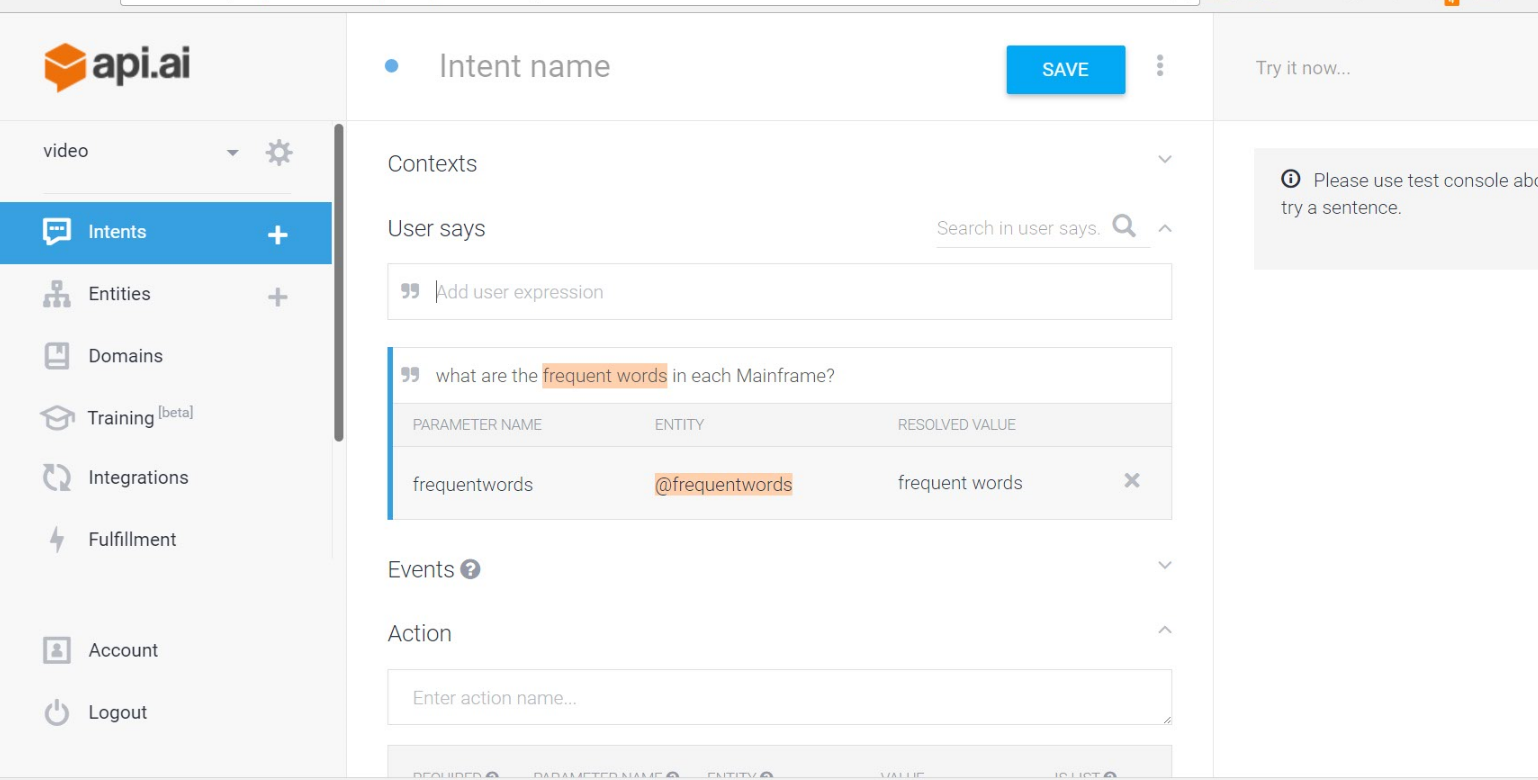 api.ai
Intent name
SAVE
Try it now...
video
Intents
Entities
Domains
Training [beta]
Integrations
Fulfillment
Account
Logout
Contexts
User says
Search in user says.
Add user expression
what are the frequent words in each Mainframe?
PARAMETER NAME ENTITY RESOLVED VALUE
frequentwords @frequentwords frequent words
Events
Action
Enter action name...
REQUIRED PARAMETER NAME ENTITY VALUE IS LIST
Please use test console
try a sentence.